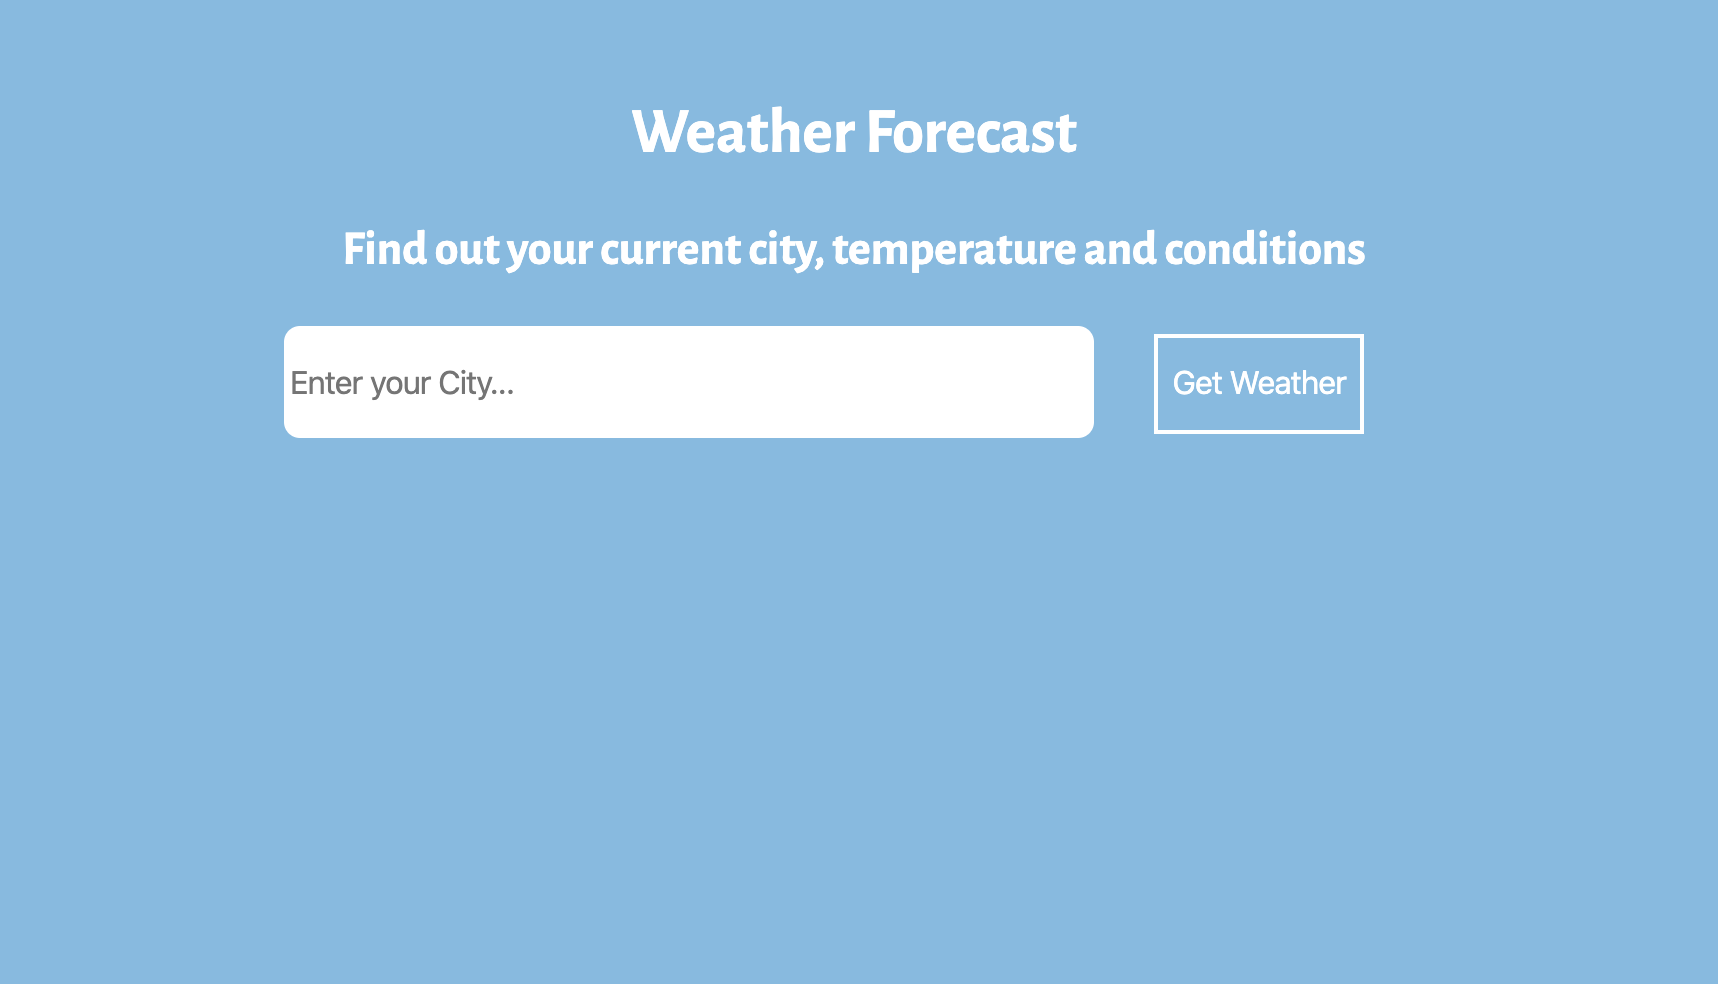 Weather Forecast
Find out your current city, temperature and conditions
Enter your City...
Get Weather